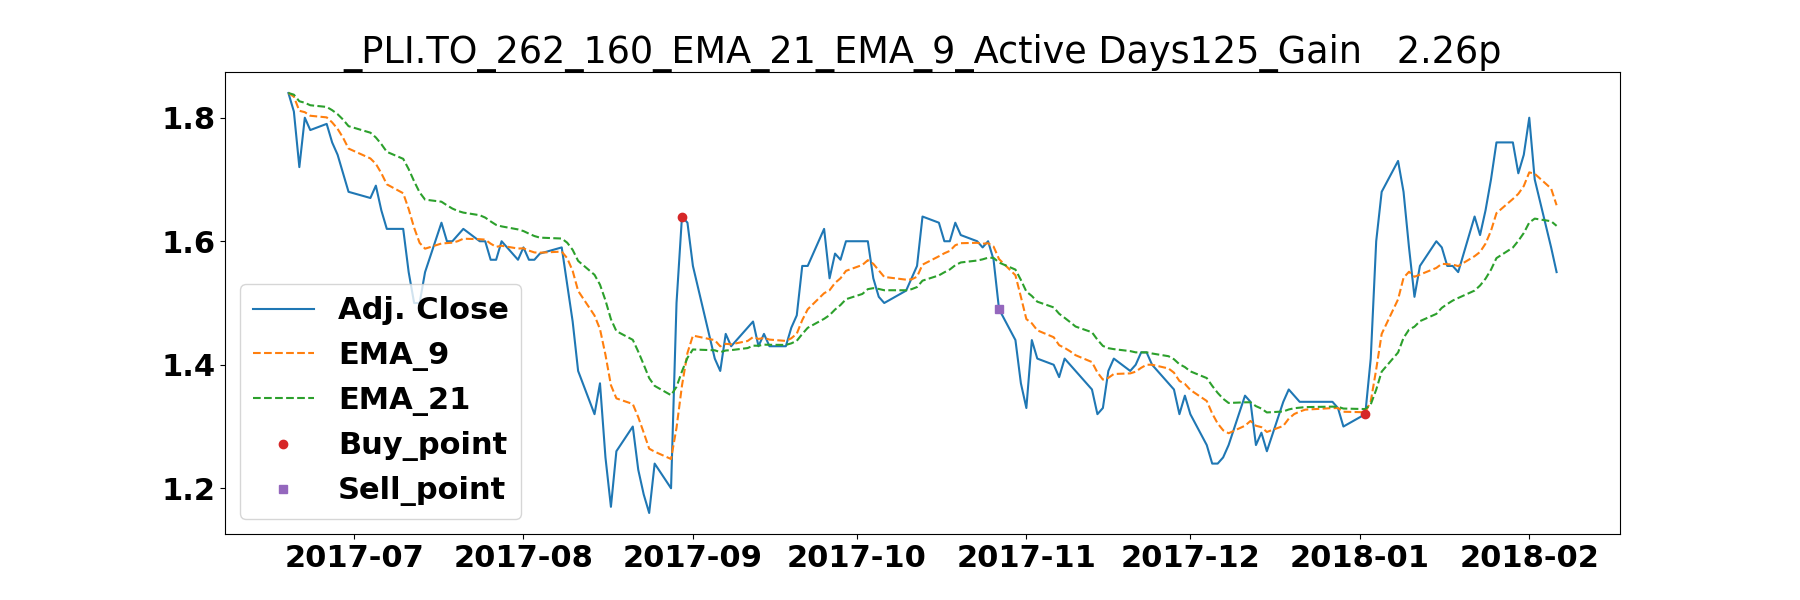 _PLI.TO_262_160_EMA_21_EMA_9_Active Days125_Gain   2.26p
1.8
1.6
1.4
1.2
Adj. Close
EMA_9
EMA_21
Buy_point
Sell_point
2017-07 2017-08 2017-09 2017-10 2017-11 2017-12 2018-01 2018-02